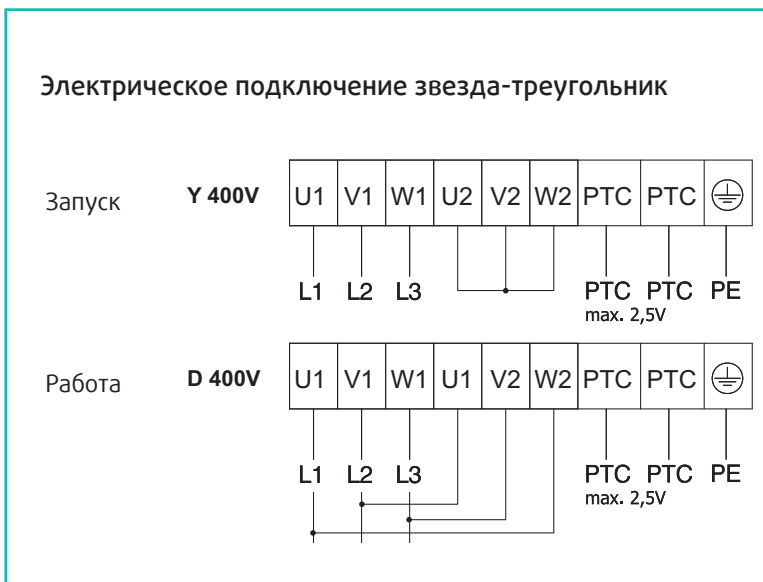 Электрическое подключение звезда-треугольник
Запуск Y 400V U1 V1 W1 U2 V2 W2 PTC PTC
L1 L2 L3 PTC PTC PE
max. 2,5V
Работа D 400V U1 V1 W1 U1 V2 W2 PTC PTC
L1 L2 L3 PTC PTC PE
max. 2,5V